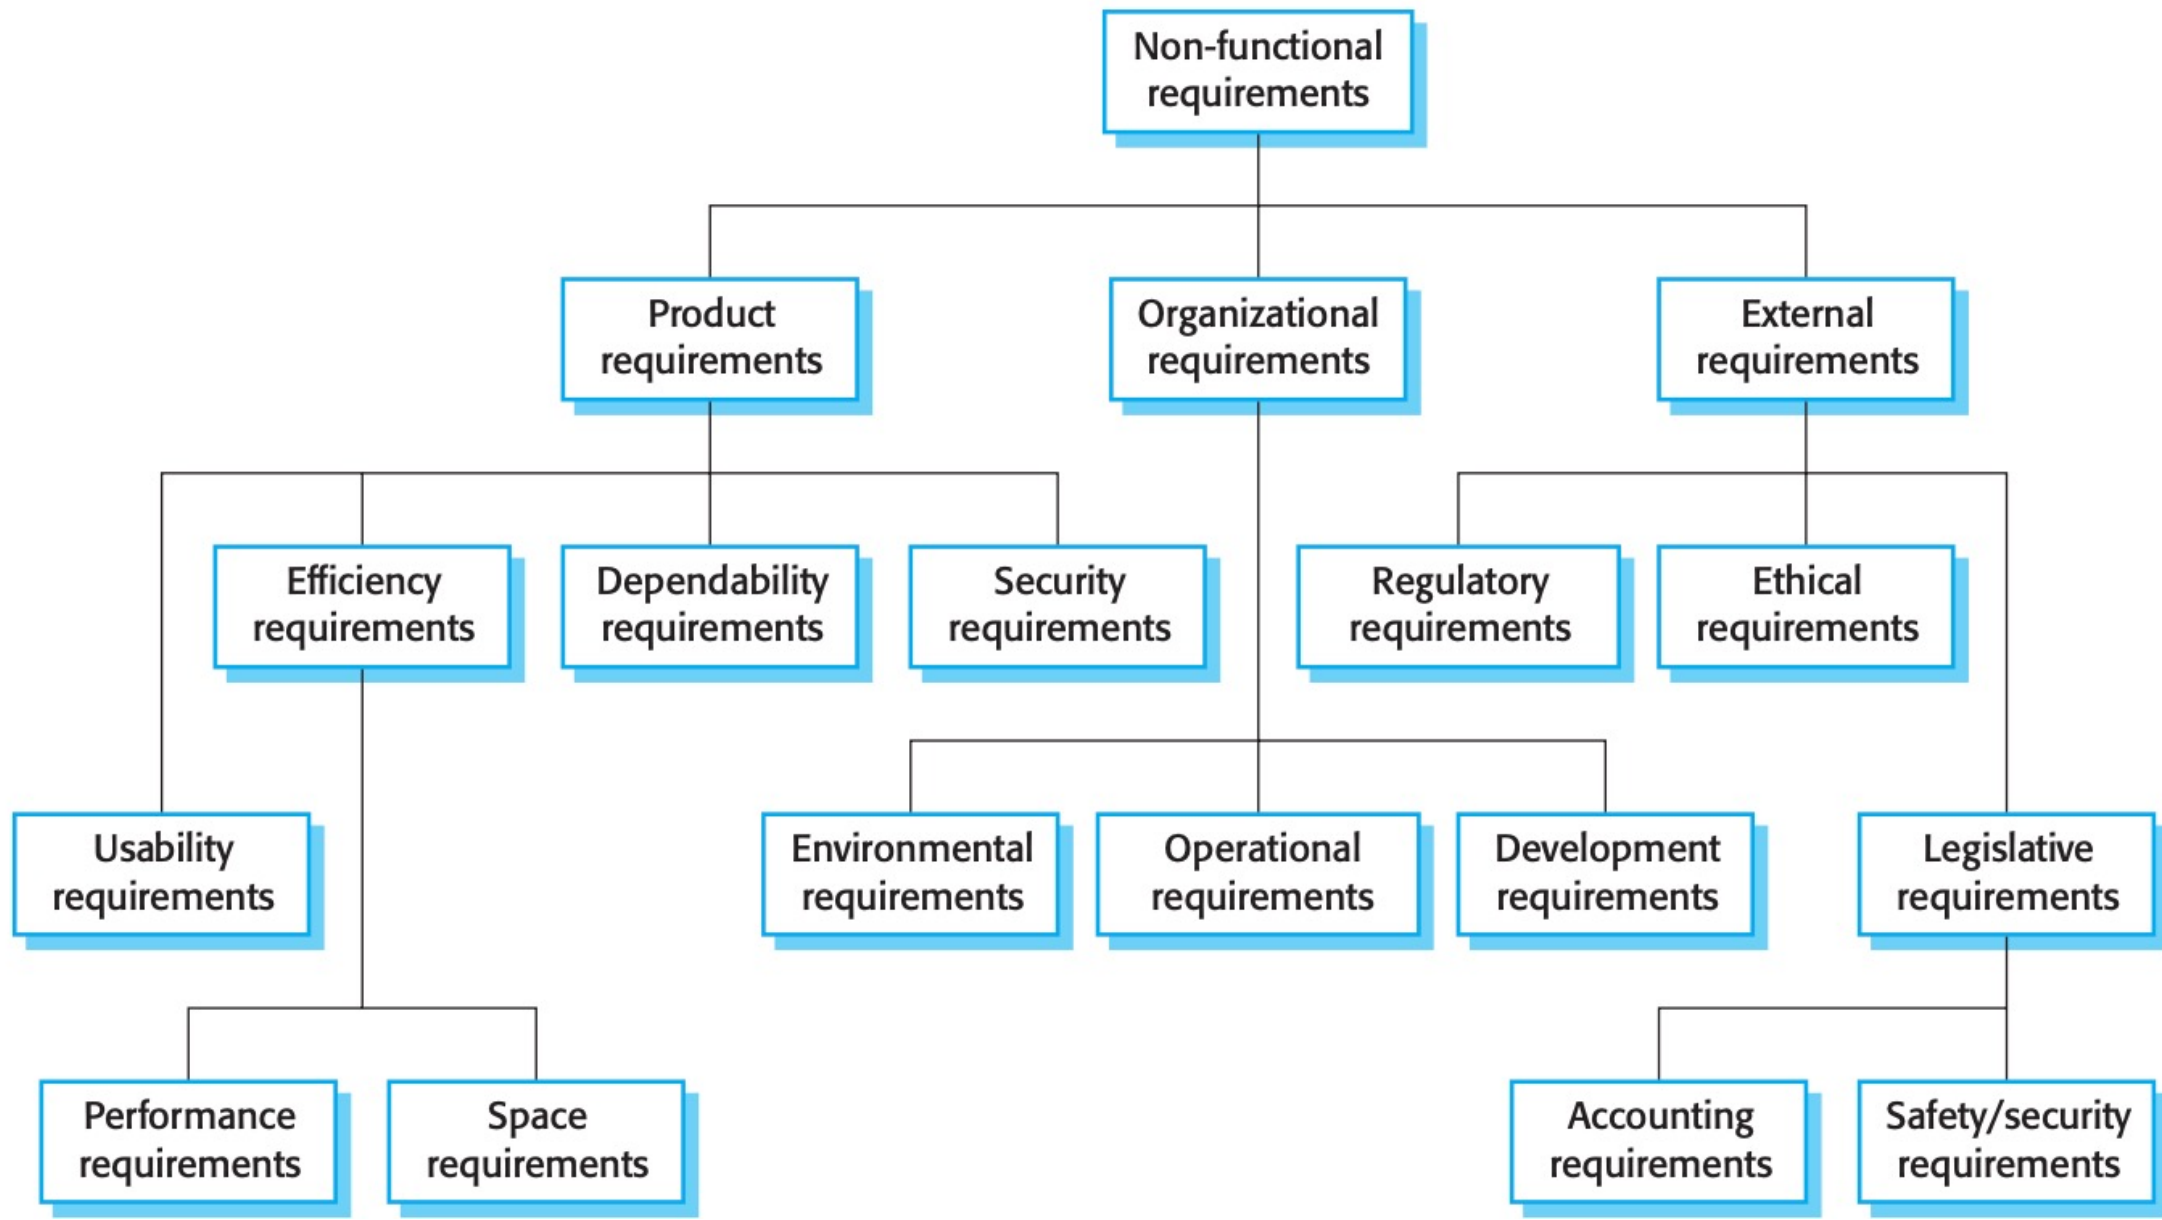 Non-functional
requirements
Product
requirements
Organizational
requirements
External
requirements
Efficiency
requirements
Dependability
requirements
Security
requirements
Regulatory
requirements
Ethical
requirements
Usability
requirements
Environmental
requirements
Operational
requirements
Development
requirements
Legislative
requirements
Performance
requirements
Space
requirements
Accounting
requirements
Safety/security
requirements